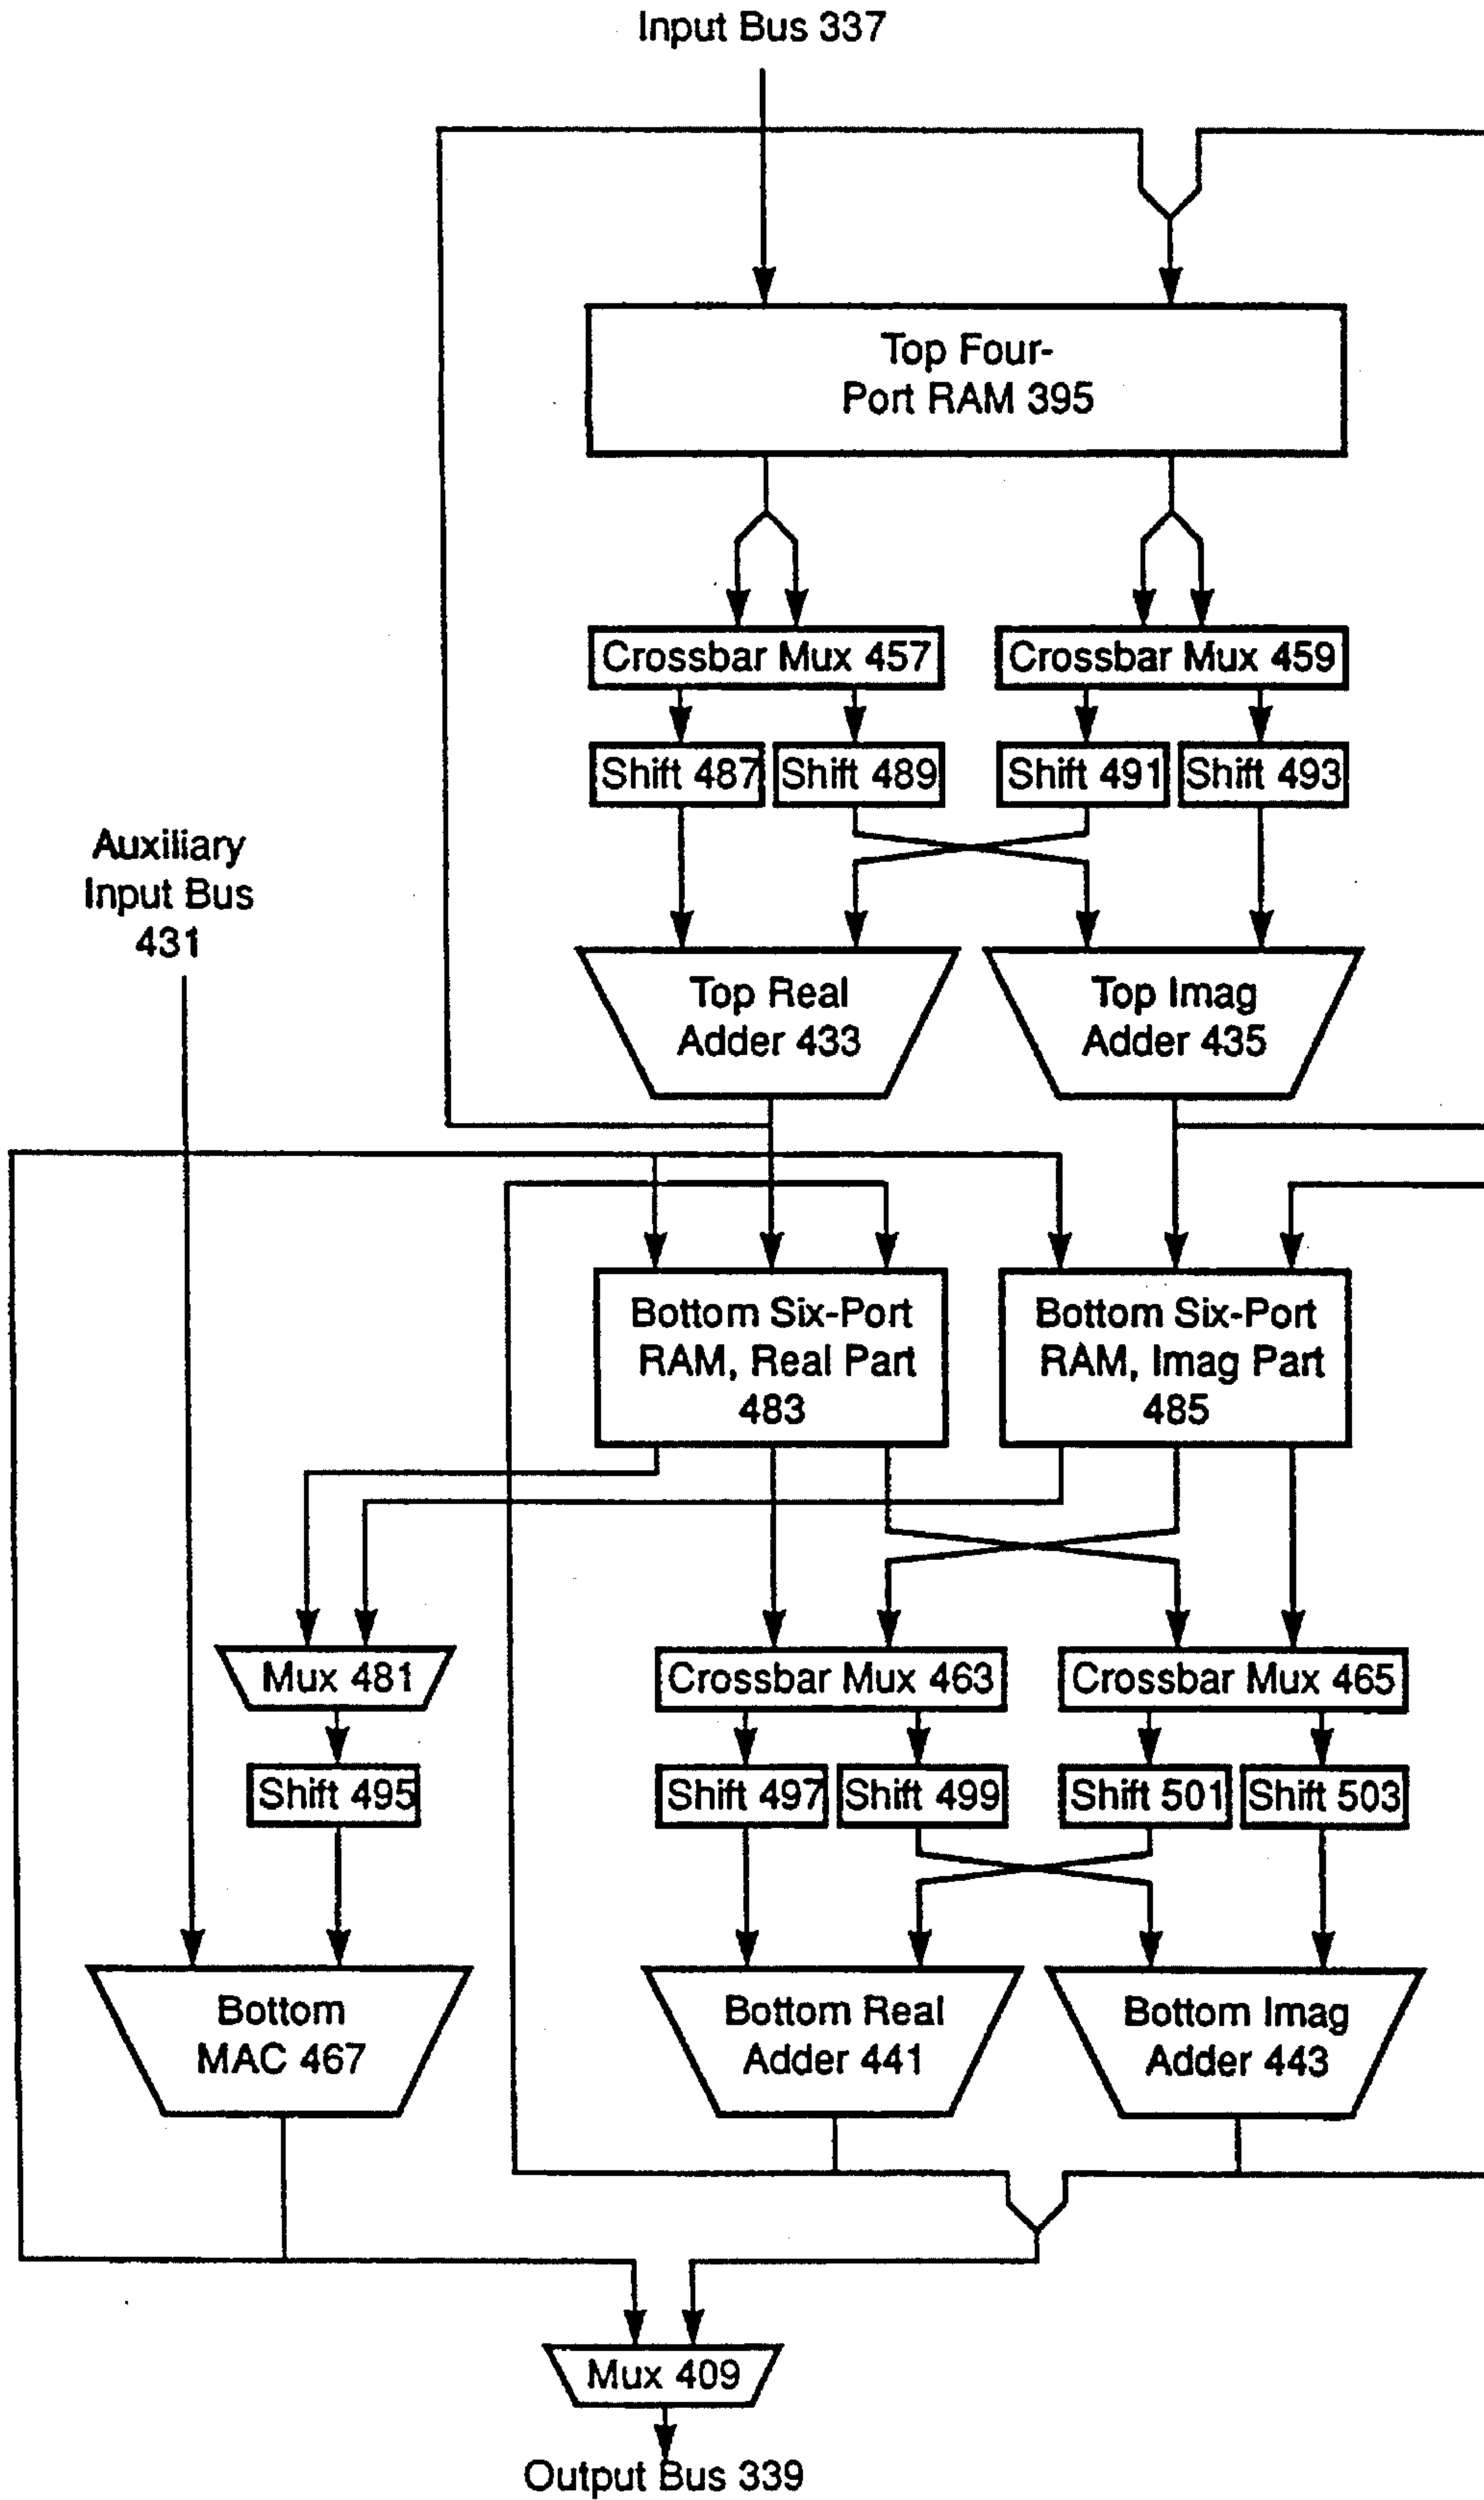 Input Bus 337
Top Four-
Port RAM 395
Crossbar Mux 457
Crossbar Mux 459
Shift 487
Shift 489
Shift 491
Shift 493
Auxiliary
Input Bus
431
Top Real
Adder 433
Top Imag
Adder 435
Bottom Six-Port
RAM, Real Part
483
Bottom Six-Port
RAM, Imag Part
485
Mux 481
Crossbar Mux 463
Crossbar Mux 465
Shift 495
Shift 497
Shift 499
Shift 501
Shift 503
Bottom
MAC 467
Bottom Real
Adder 441
Bottom Imag
Adder 443
Mux 409
Output Bus 339